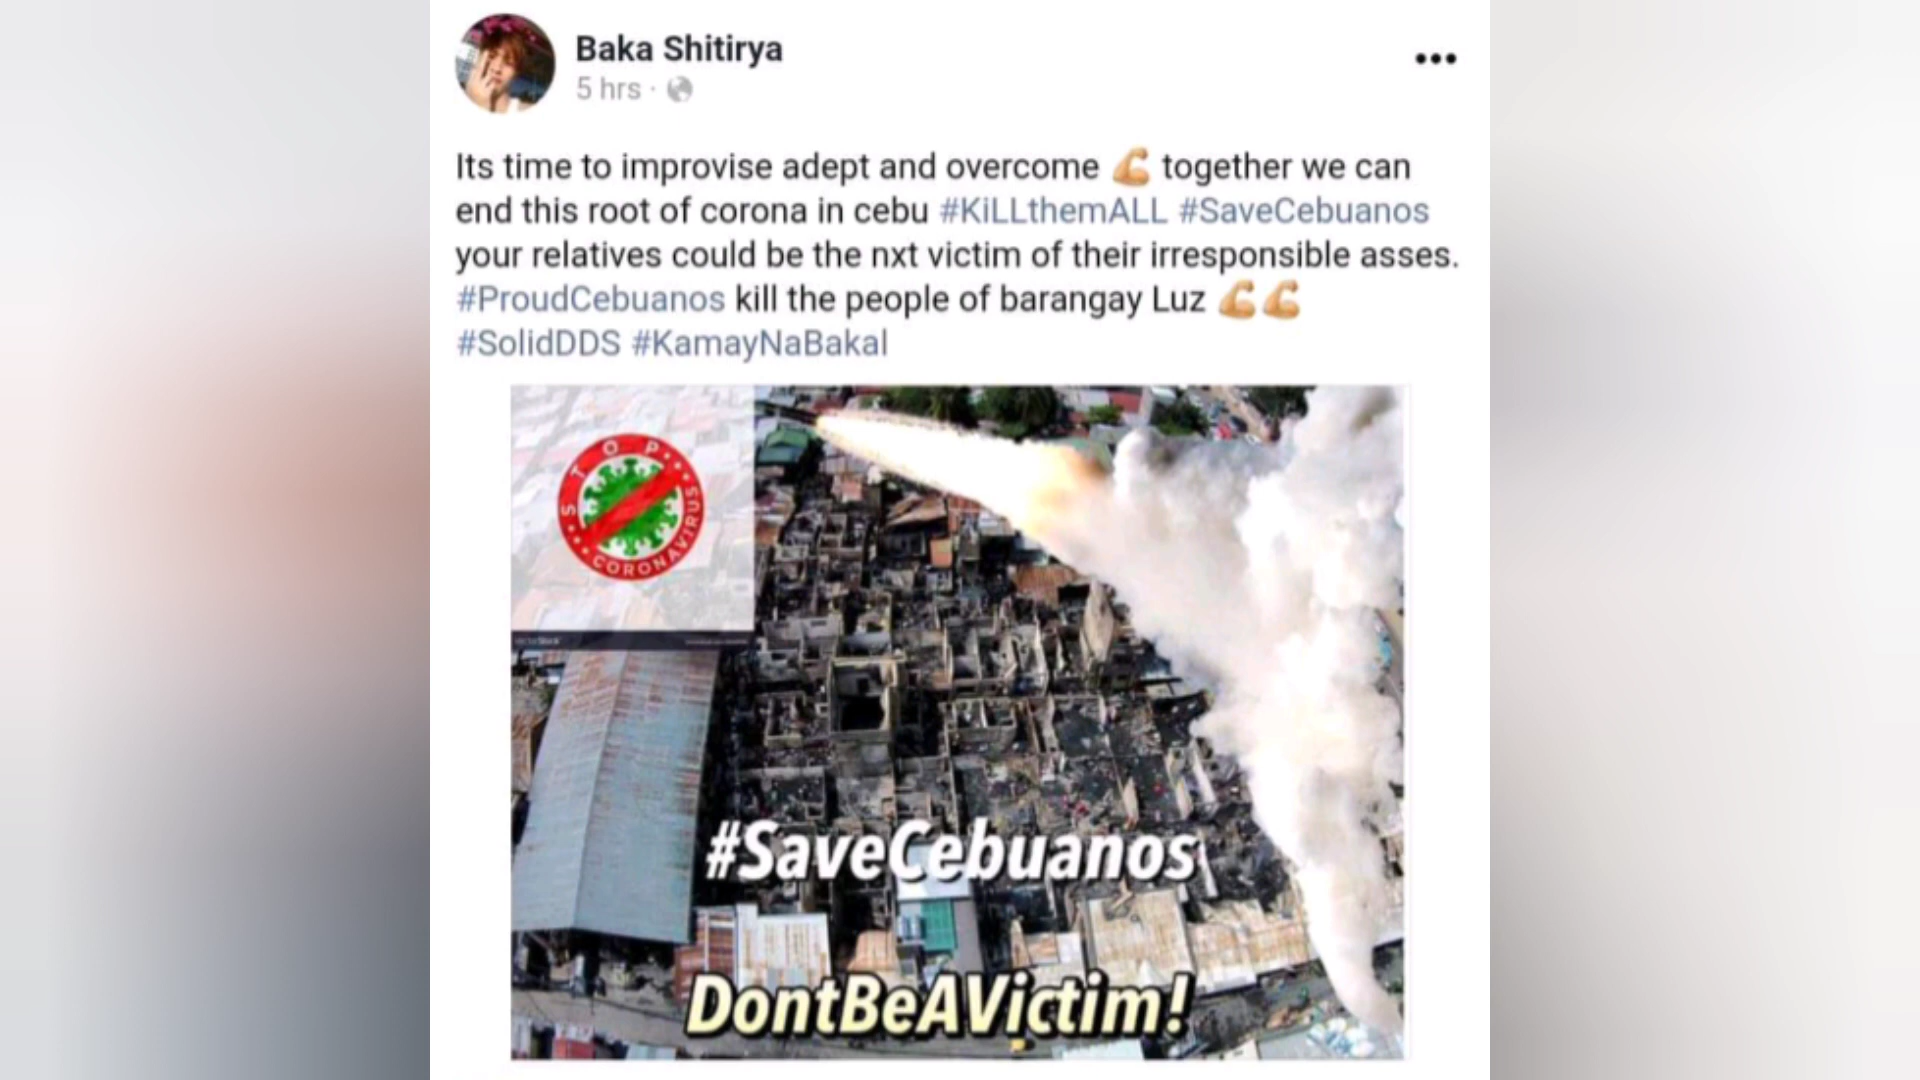 Baka Shitirya
5 hrs ·
Its time to improvise adept and overcome 💪 together we can
end this root of corona in cebu #KiLLthemALL #SaveCebuanos
your relatives could be the nxt victim of their irresponsible asses.
#ProudCebuanos kill the people of barangay Luz 💪💪
#SolidDDS #KamayNaBakal
STOP
CORONAVIRUS
#SaveCebuanos
DontBeAVictim!